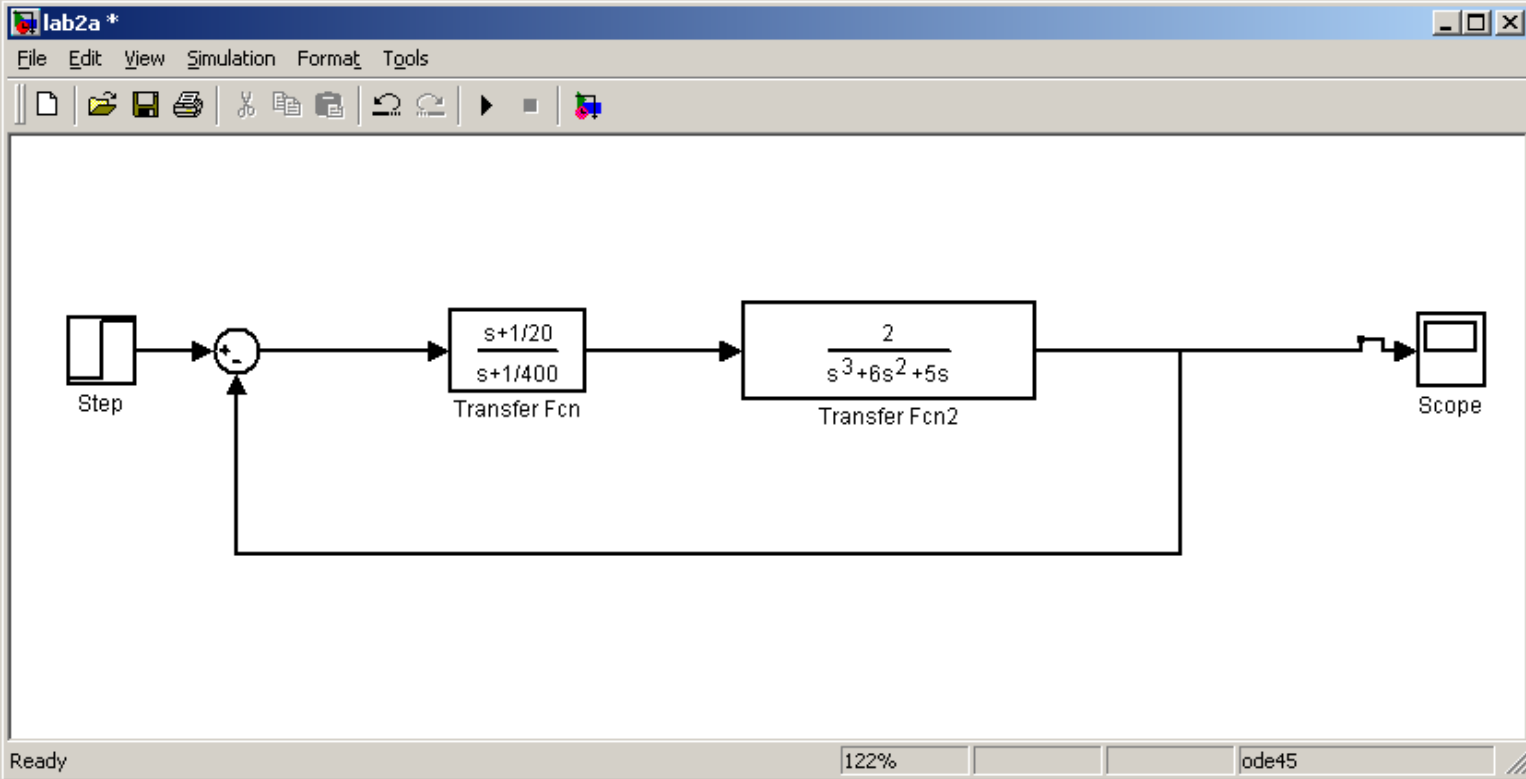 lab2a *
File Edit View Simulation Format Tools
+
-
s+1/20
s+1/400
2
s³+6s²+5s
Step
Transfer Fcn
Transfer Fcn2
Scope
Ready 122% ode45